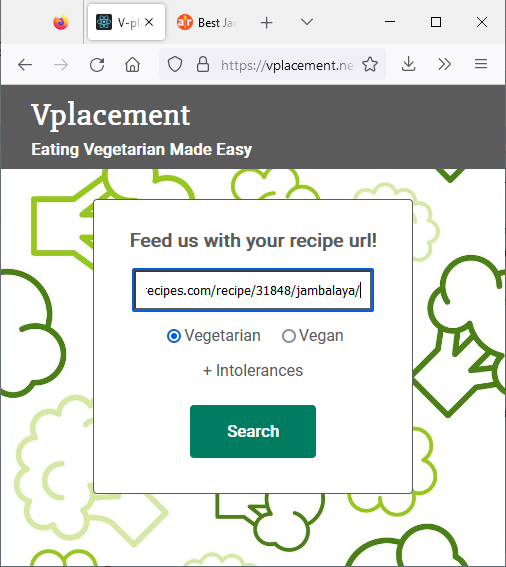 V-pl
Best Ja
https://vplacement.ne
Vplacement
Eating Vegetarian Made Easy
Feed us with your recipe url!
recipes.com/recipe/31848/jambalaya/
Vegetarian Vegan
+ Intolerances
Search